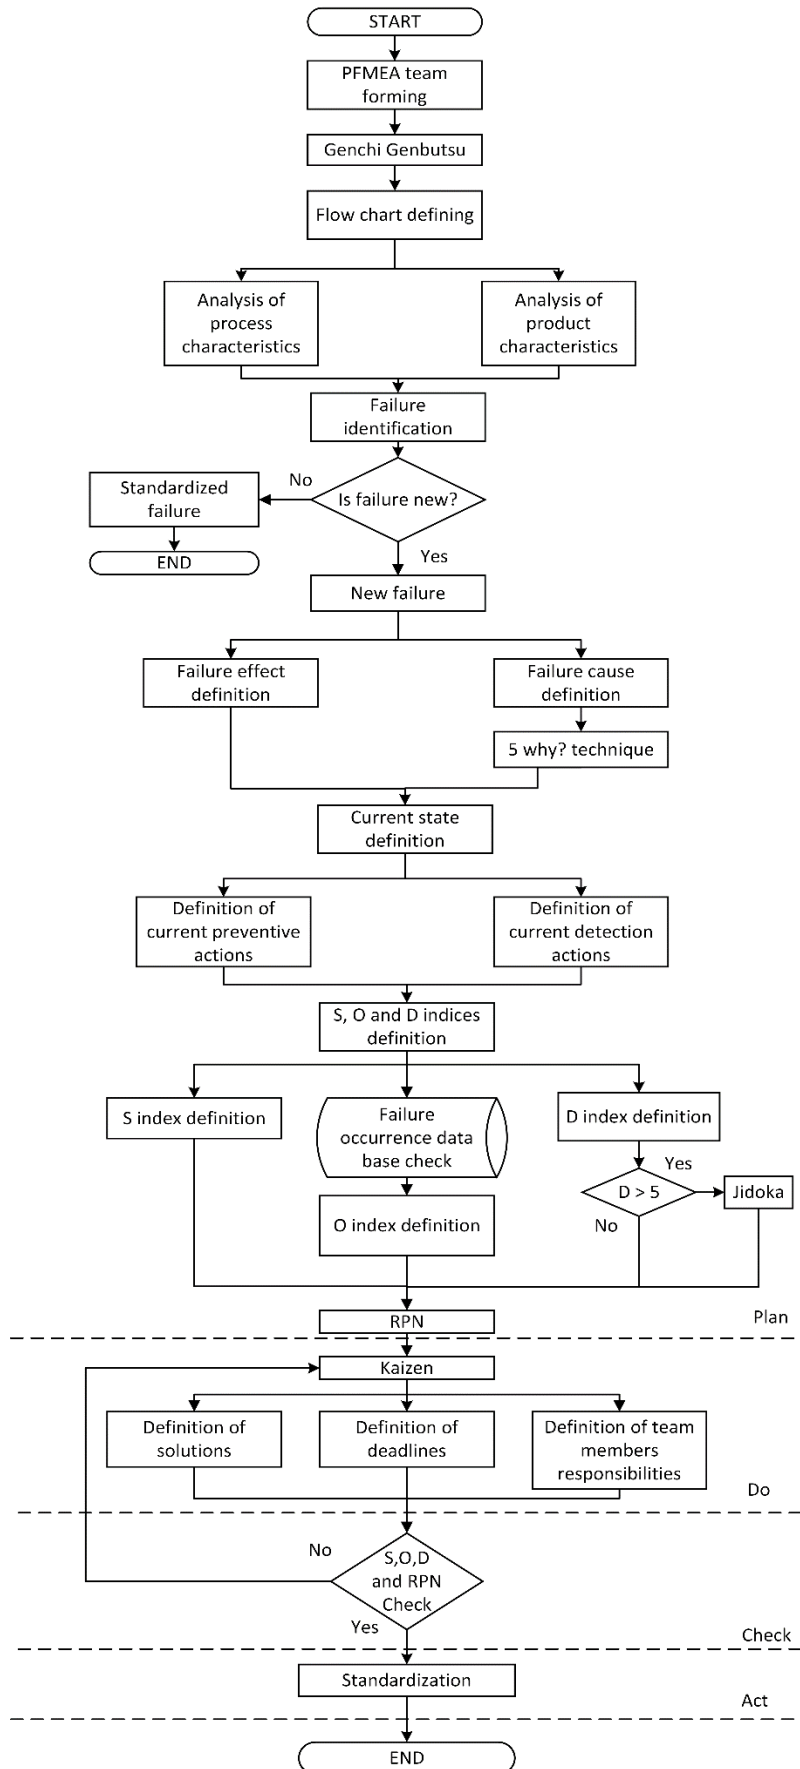 START
PFMEA team
forming
Genchi Genbutsu
Flow chart defining
Analysis of
process
characteristics
Analysis of
product
characteristics
Failure
identification
Is failure new?
No
Standardized
failure
END
Yes
New failure
Failure effect
definition
Failure cause
definition
5 why? technique
Current state
definition
Definition of
current preventive
actions
Definition of
current detection
actions
S, O and D indices
definition
S index definition
Failure
occurrence data
base check
D index definition
D > 5
Yes
Jidoka
No
O index definition
RPN
Plan
Kaizen
Definition of
solutions
Definition of
deadlines
Definition of team
members
responsibilities
Do
S,O,D
and RPN
Check
No
Yes
Check
Standardization
Act
END